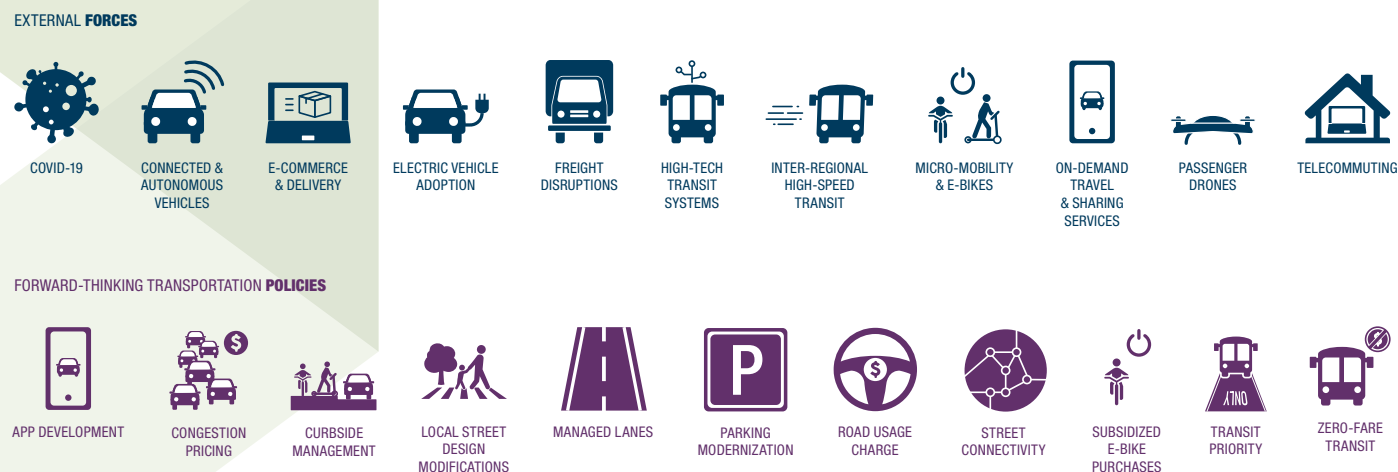 EXTERNAL FORCES
COVID-19
CONNECTED &
AUTONOMOUS
VEHICLES
E-COMMERCE
& DELIVERY
ELECTRIC VEHICLE
ADOPTION
FREIGHT
DISRUPTIONS
HIGH-TECH
TRANSIT
SYSTEMS
INTER-REGIONAL
HIGH-SPEED
TRANSIT
MICRO-MOBILITY
& E-BIKES
ON-DEMAND
TRAVEL
& SHARING
SERVICES
PASSENGER
DRONES
TELECOMMUTING
FORWARD-THINKING TRANSPORTATION POLICIES
$
P
$
ONLY
$
APP DEVELOPMENT
CONGESTION
PRICING
CURBSIDE
MANAGEMENT
LOCAL STREET
DESIGN
MODIFICATIONS
MANAGED LANES
PARKING
MODERNIZATION
ROAD USAGE
CHARGE
STREET
CONNECTIVITY
SUBSIDIZED
E-BIKE
PURCHASES
TRANSIT
PRIORITY
ZERO-FARE
TRANSIT